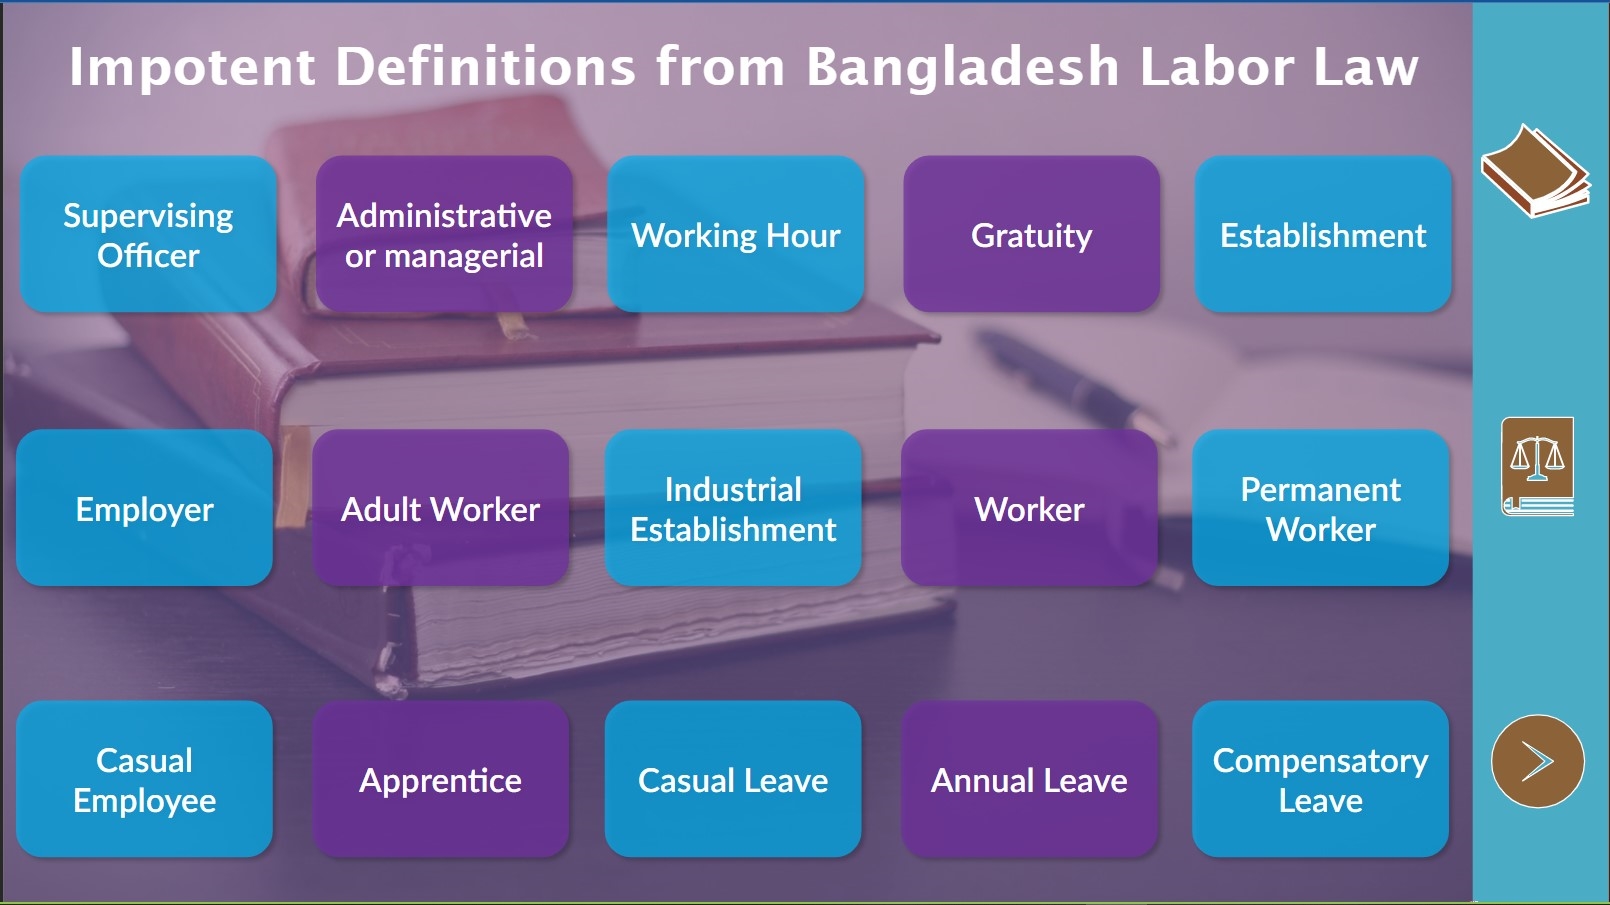 Impotent Definitions from Bangladesh Labor Law
Supervising
Officer
Administrative
or managerial
Working Hour
Gratuity
Establishment
Employer
Adult Worker
Industrial
Establishment
Worker
Permanent
Worker
Casual
Employee
Apprentice
Casual Leave
Annual Leave
Compensatory
Leave